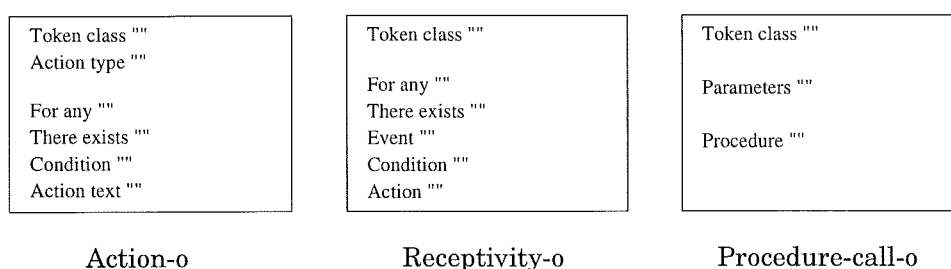 Token class ""
Action type ""
For any ""
There exists ""
Condition ""
Action text ""
Token class ""
For any ""
There exists ""
Event ""
Condition ""
Action ""
Token class ""
Parameters ""
Procedure ""
Action-o
Receptivity-o
Procedure-call-o